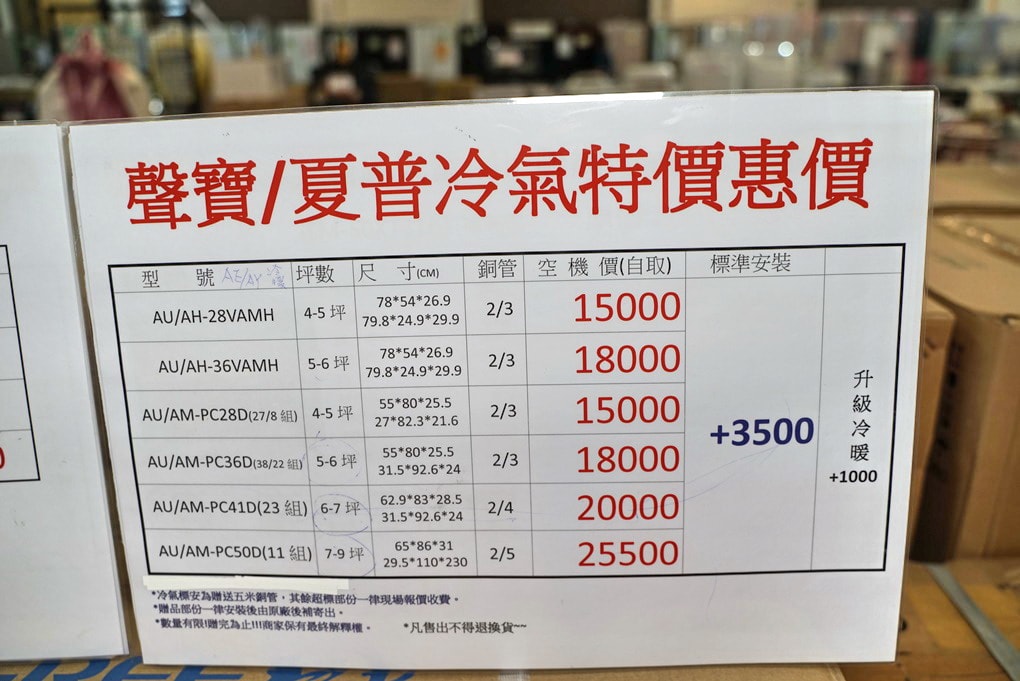 聲寶/夏普冷氣特價惠價
型 號 AE/AY 坪數 尺 寸(CM) 銅管 空 機 價(自取) 標準安裝
AU/AH-28VAMH 4-5 坪 78*54*26.9 2/3 15000
79.8*24.9*29.9
AU/AH-36VAMH 5-6 坪 78*54*26.9 2/3 18000
79.8*24.9*29.9
AU/AM-PC28D(27/8 組) 4-5 坪 55*80*25.5 2/3 15000
27*82.3*21.6
AU/AM-PC36D(38/22 組) 5-6 坪 55*80*25.5 2/3 18000
31.5*92.6*24
AU/AM-PC41D(23 組) 6-7 坪 62.9*83*28.5 2/4 20000
31.5*92.6*24
AU/AM-PC50D(11 組) 7-9 坪 65*86*31 2/5 25500
29.5*110*230
+3500
升級冷暖
+1000
*冷氣標安為贈送五米銅管，其餘超標部份一律現場報價收費。
*贈品部份一律安裝後由原廠後補寄出。
*數量有限!贈完為止!!!商家保有最終解釋權。 *凡售出不得退換貨~~